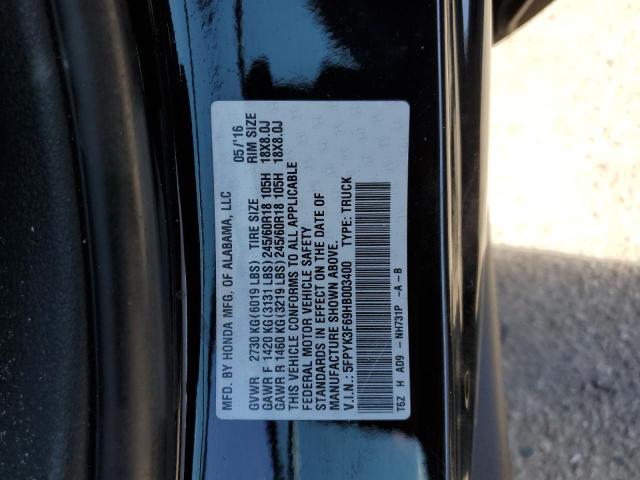 MFD. BY HONDA MFG. OF ALABAMA, LLC 05/'16
GVWR 2730 KG(6019 LBS) TIRE SIZE RIM SIZE
GAWR F 1420 KG(3131 LBS) 245/60R18 105H 18X8.0J
GAWR R 1460 KG(3219 LBS) 245/60R18 105H 18X8.0J
THIS VEHICLE CONFORMS TO ALL APPLICABLE
FEDERAL MOTOR VEHICLE SAFETY
STANDARDS IN EFFECT ON THE DATE OF
MANUFACTURE SHOWN ABOVE.
V.I.N.: 5FPYK3F69HB003400 TYPE: TRUCK
T6Z H AD9 - NH731P -A -B